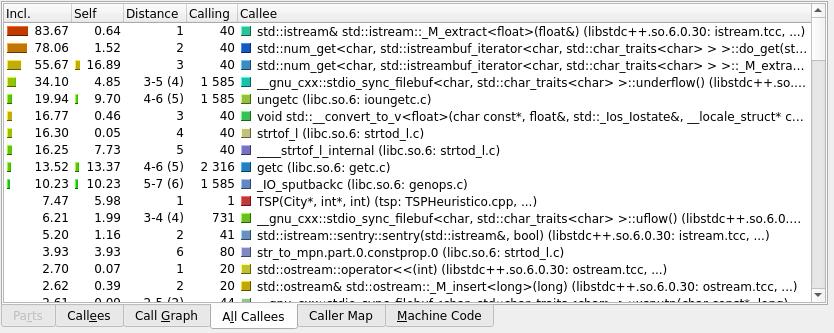 Incl. Self Distance Calling Callee
83.67 0.64 1 40 std::istream& std::istream::_M_extract<float>(float&) (libstdc++.so.6.0.30: istream.tcc, ...)
78.06 1.52 2 40 std::num_get<char, std::istreambuf_iterator<char, std::char_traits<char> > >::do_get(st...
55.67 16.89 3 40 std::num_get<char, std::istreambuf_iterator<char, std::char_traits<char> > >::_M_extra...
34.10 4.85 3-5 (4) 1 585 __gnu_cxx::stdio_sync_filebuf<char, std::char_traits<char> >::underflow() (libstdc++.so....
19.94 9.70 4-6 (5) 1 585 ungetc (libc.so.6: ioungetc.c)
16.77 0.46 3 40 void std::__convert_to_v<float>(char const*, float&, std::_Ios_Iostate&, __locale_struct* c...
16.30 0.05 4 40 strtof_l (libc.so.6: strtod_l.c)
16.25 7.73 5 40 ____strtof_l_internal (libc.so.6: strtod_l.c)
13.52 13.37 4-6 (5) 2 316 getc (libc.so.6: getc.c)
10.23 10.23 5-7 (6) 1 585 _IO_sputbackc (libc.so.6: genops.c)
7.47 5.98 1 1 TSP(City*, int*, int) (tsp: TSPHeuristico.cpp, ...)
6.21 1.99 3-4 (4) 731 __gnu_cxx::stdio_sync_filebuf<char, std::char_traits<char> >::uflow() (libstdc++.so.6.0....
5.20 1.16 2 41 std::istream::sentry::sentry(std::istream&, bool) (libstdc++.so.6.0.30: istream.tcc, ...)
3.93 3.93 6 80 str_to_mpn.part.0.constprop.0 (libc.so.6: strtod_l.c)
2.70 0.07 1 20 std::ostream::operator<<(int) (libstdc++.so.6.0.30: ostream.tcc, ...)
2.62 0.39 2 20 std::ostream& std::ostream::_M_insert<long>(long) (libstdc++.so.6.0.30: ostream.tcc, ...)
Parts Callees Call Graph All Callees Caller Map Machine Code